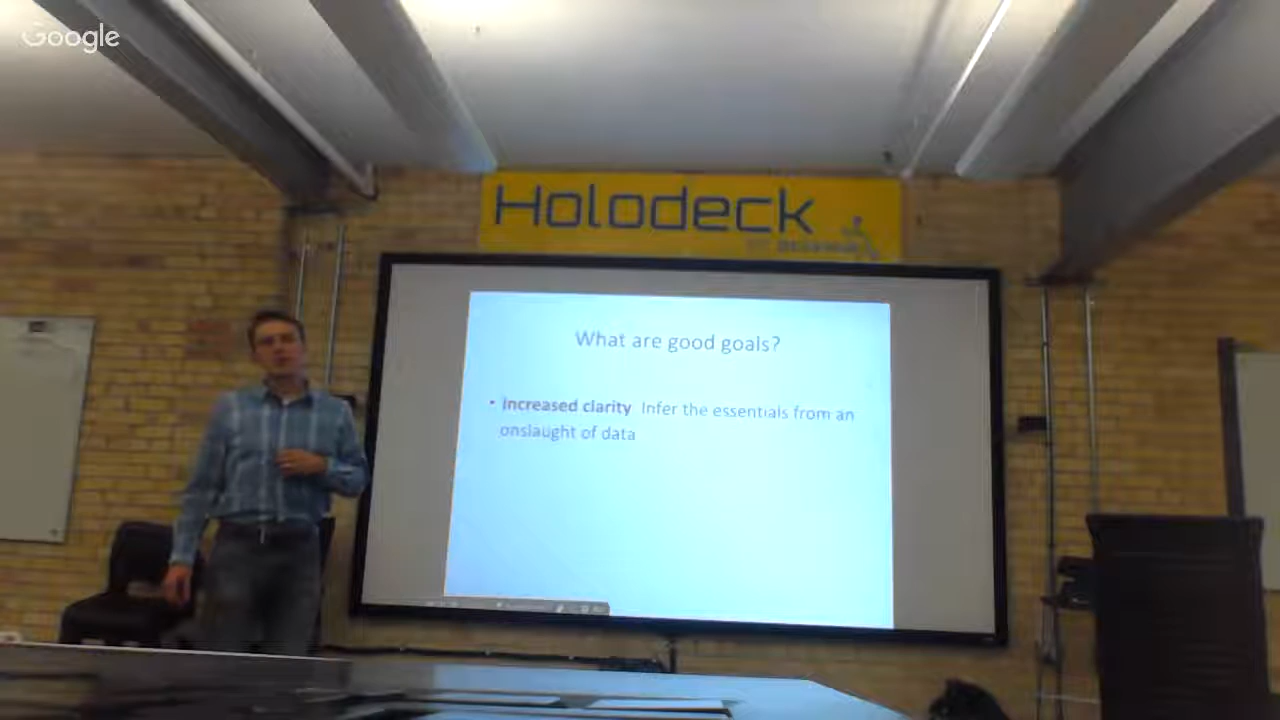 Google
Holodeck
What are good goals?
• Increased clarity Infer the essentials from an
onslaught of data